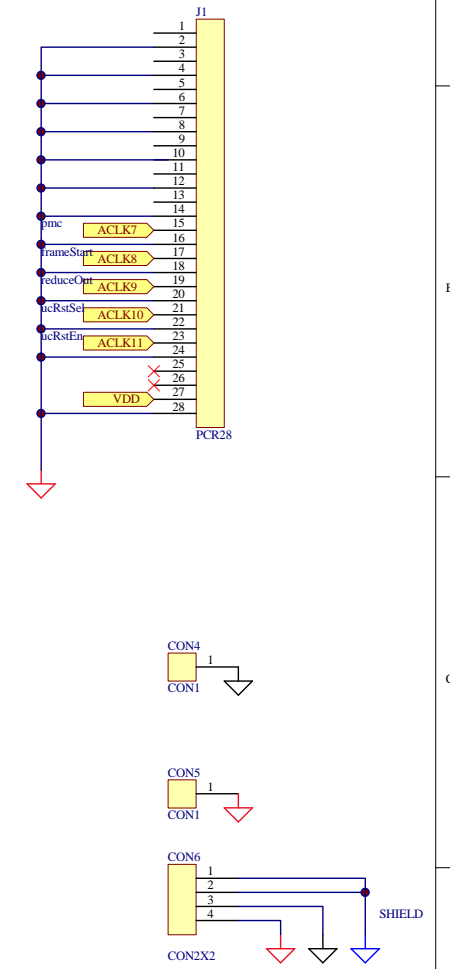 J1
1
2
3
4
5
6
7
8
9
10
11
12
13
14
pmc ACLK7 15
16
frameStart ACLK8 17
18
reduceOut ACLK9 19
20
ucRstSel ACLK10 21
22
ucRstEn ACLK11 23
24
25
26
VDD 27
28
PCR28
CON4
1
CON1
CON5
1
CON1
CON6
1
2
3
4
SHIELD
CON2X2